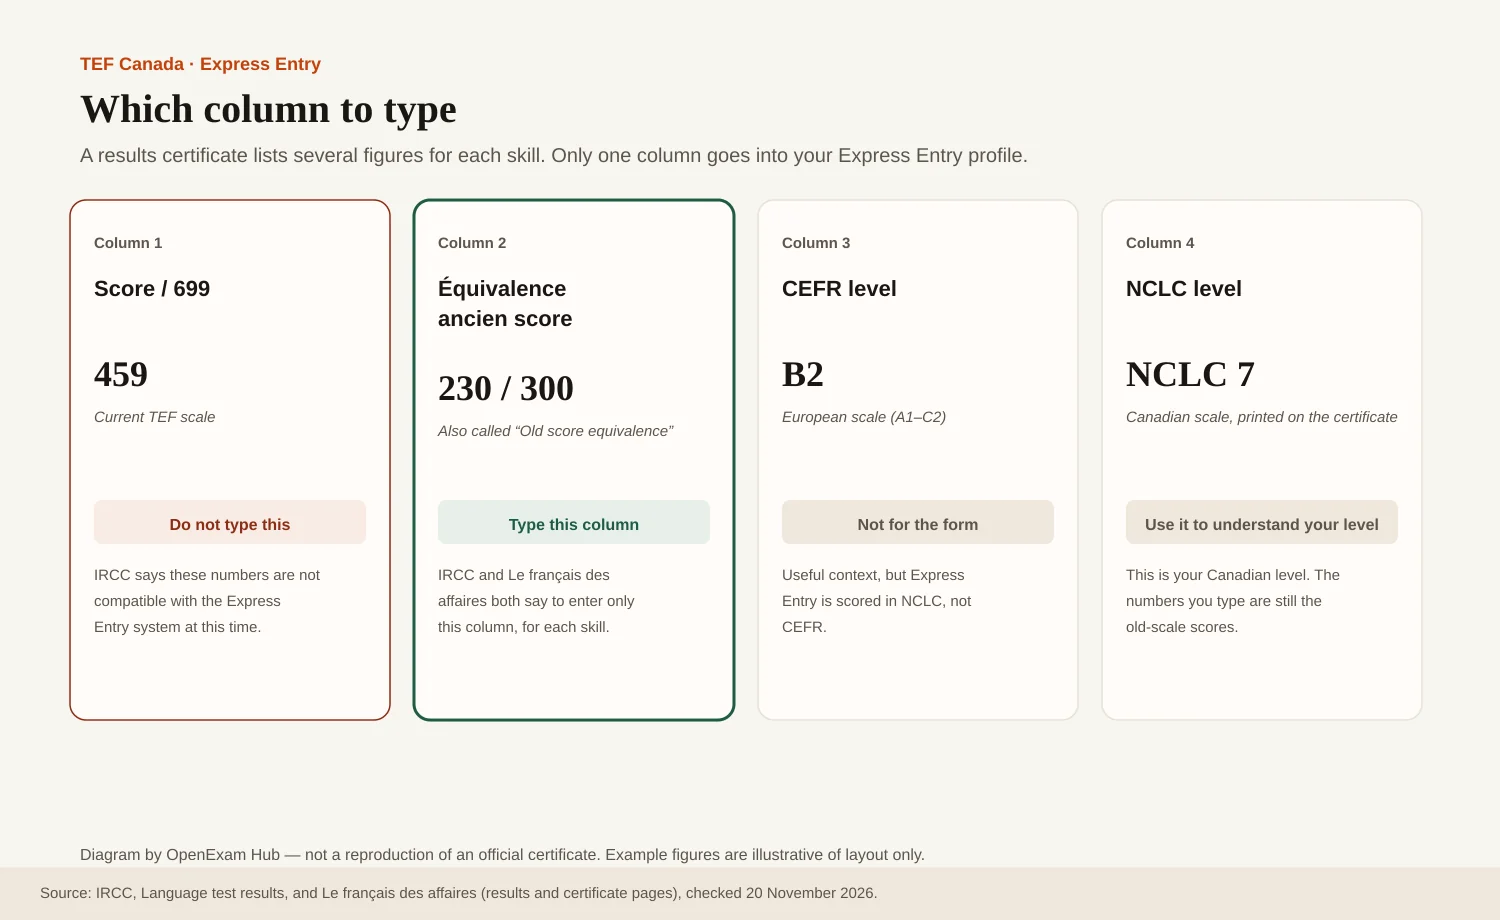 TEF Canada · Express Entry
Which column to type
A results certificate lists several figures for each skill. Only one column goes into your Express Entry profile.
Column 1
Score / 699
459
Current TEF scale
Do not type this
IRCC says these numbers are not
compatible with the Express
Entry system at this time.
Column 2
Équivalence
ancien score
230 / 300
Also called “Old score equivalence”
Type this column
IRCC and Le français des
affaires both say to enter only
this column, for each skill.
Column 3
CEFR level
B2
European scale (A1–C2)
Not for the form
Useful context, but Express
Entry is scored in NCLC, not
CEFR.
Column 4
NCLC level
NCLC 7
Canadian scale, printed on the certificate
Use it to understand your level
This is your Canadian level. The
numbers you type are still the
old-scale scores.
Diagram by OpenExam Hub — not a reproduction of an official certificate. Example figures are illustrative of layout only.
Source: IRCC, Language test results, and Le français des affaires (results and certificate pages), checked 20 November 2026.